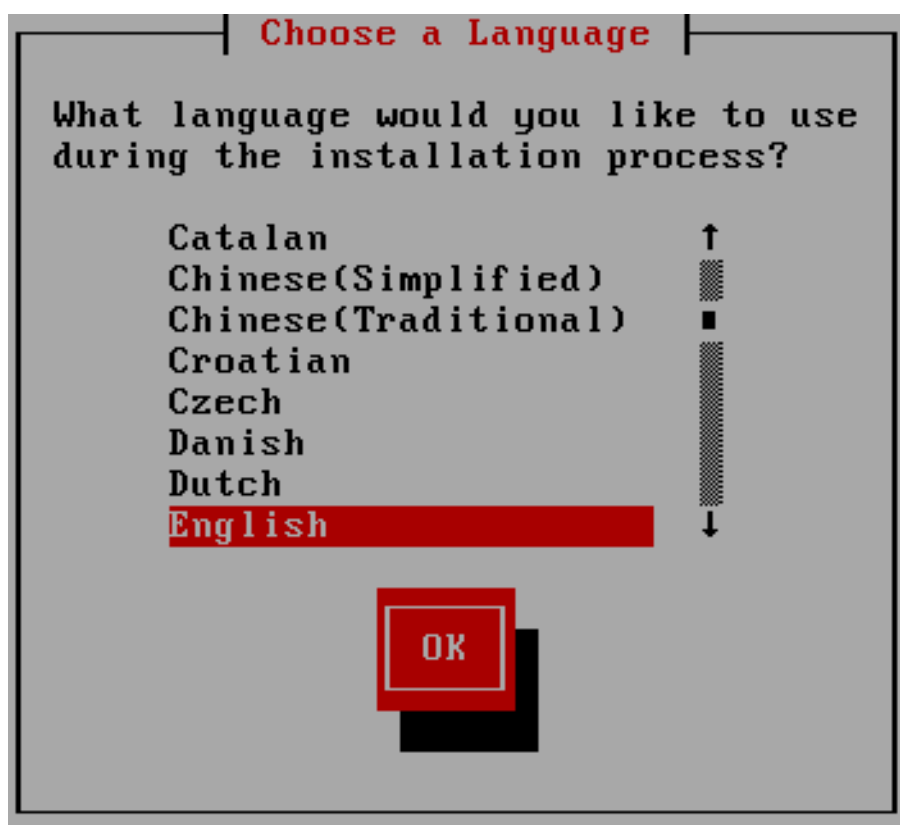 Choose a Language
What language would you like to use
during the installation process?
Catalan
Chinese(Simplified)
Chinese(Traditional)
Croatian
Czech
Danish
Dutch
English
OK